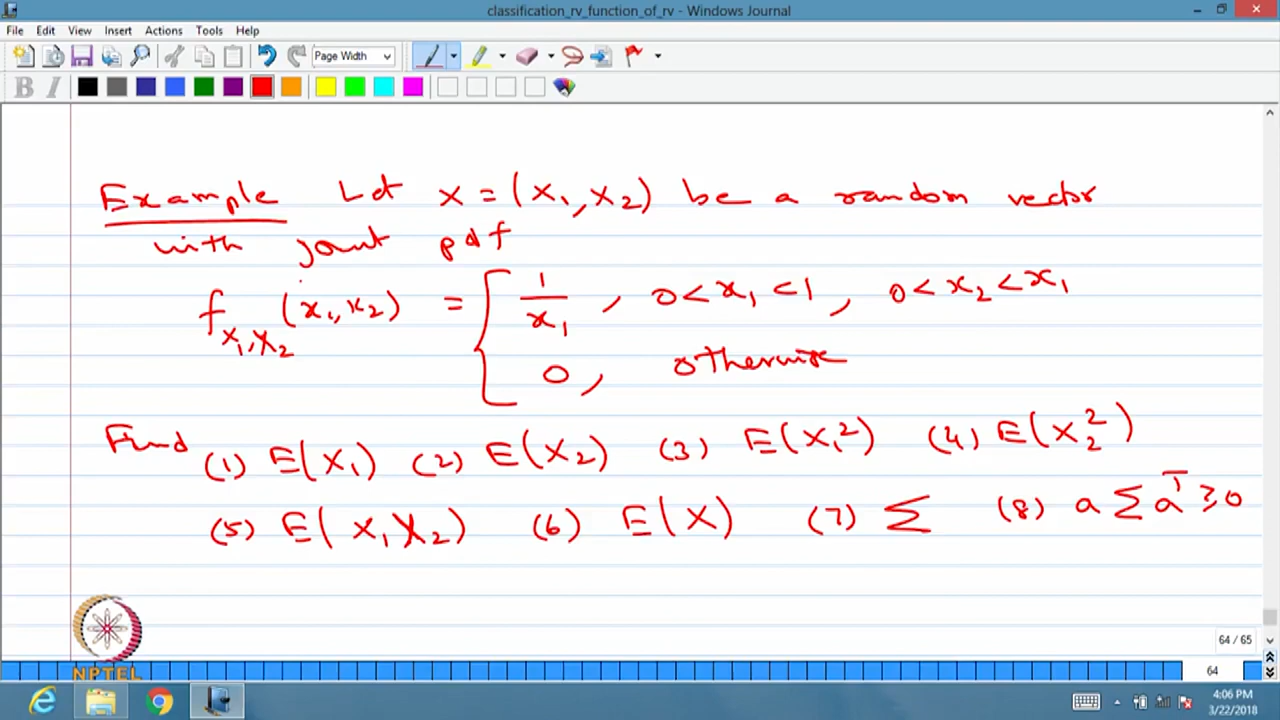 classification_rv_function_of_rv - Windows Journal
File Edit View Insert Actions Tools Help
Page Width
B I
Example Let X = (X₁, X₂) be a random vector
with joint pdf
f_{X₁,X₂} (x₁, x₂) = { 1/x₁ , 0 < x₁ < 1 , 0 < x₂ < x₁
0 , otherwise
Find (1) E(X₁) (2) E(X₂) (3) E(X₁²) (4) E(X₂²)
(5) E(X₁X₂) (6) E(X) (7) Σ (8) a Σ aᵀ ≥ 0
NPTEL
64 / 65
64
4:06 PM
3/22/2018